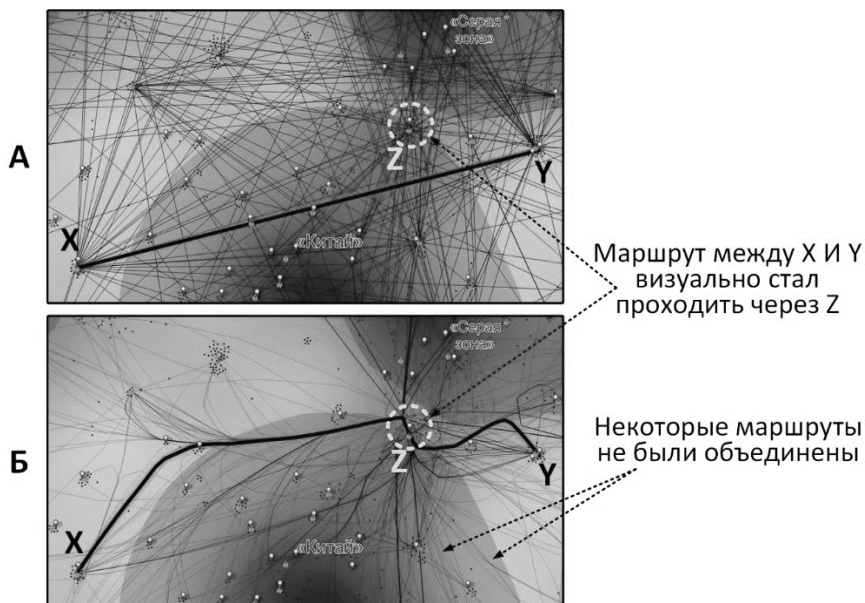 «Серая
зона»
А
Z
Y
X
«Китай»
Маршрут между X И Y
визуально стал
проходить через Z
«Серая
зона»
Б
Z
Y
X
«Китай»
Некоторые маршруты
не были объединены